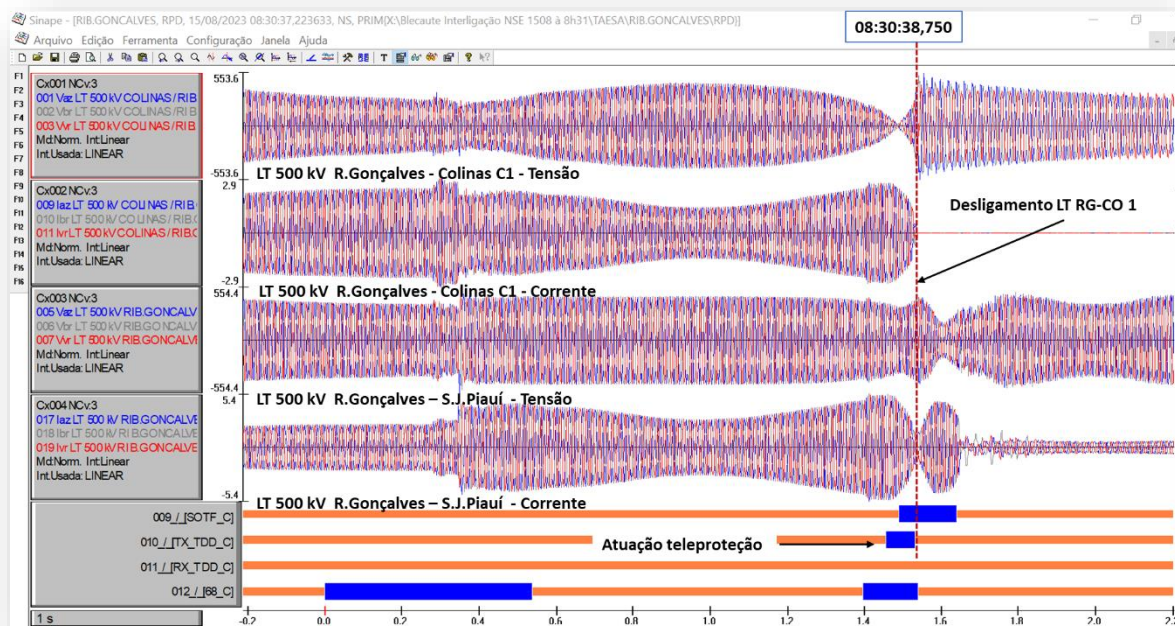 08:30:38,750
Sinape - [RIB.GONCALVES, RPD, 15/08/2023 08:30:37,223633, NS, PRIM(X:\Blecaute Interligação NSE 1508 à 8h31\TAESA\RIB.GONCALVES\RPD)]
Arquivo Edição Ferramenta Configuração Janela Ajuda
F1
F2
F3
F4
F5
F6
F7
F8
F9
F10
F11
F12
F13
F14
F15
F16
Cx001 NCv:3
001 Vaz LT 500 kV COLINAS / RIB
002 Vbr LT 500 kV COLINAS / RIB
003 Vvr LT 500 kV COLINAS / RIB
Md:Norm. Int:Linear
Int.Usada: LINEAR
553.6
-553.6
LT 500 kV R.Gonçalves - Colinas C1 - Tensão
Cx002 NCv:3
009 Iaz LT 500 kV COLINAS / RIB.
010 Ibr LT 500 kV COLINAS / RIB.(
011 Ivr LT 500 kV COLINAS / RIB.(
Md:Norm. Int:Linear
Int.Usada: LINEAR
2.9
-2.9
Desligamento LT RG-CO 1
LT 500 kV R.Gonçalves - Colinas C1 - Corrente
Cx003 NCv:3
005 Vaz LT 500 kV RIB.GONCALV
006 Vbr LT 500 kV RIB.GONCALV
007 Vvr LT 500 kV RIB.GONCALV
Md:Norm. Int:Linear
Int.Usada: LINEAR
554.4
-554.4
LT 500 kV R.Gonçalves – S.J.Piauí - Tensão
Cx004 NCv:3
017 Iaz LT 500 kV RIB.GONCALVE
018 Ibr LT 500 kV RIB.GONCALVE
019 Ivr LT 500 kV RIB.GONCALVE
Md:Norm. Int:Linear
Int.Usada: LINEAR
5.4
-5.4
LT 500 kV R.Gonçalves – S.J.Piauí - Corrente
009_/_[SOTF_C]
010_/_[TX_TDD_C]
Atuação teleproteção
011_/_[RX_TDD_C]
012_/_[68_C]
1 s
-0.2 0.0 0.2 0.4 0.6 0.8 1.0 1.2 1.4 1.6 1.8 2.0